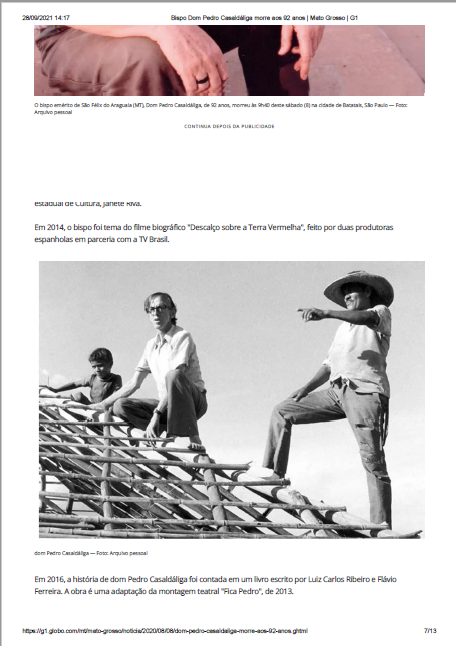 28/09/2021 14:17
Bispo Dom Pedro Casaldáliga morre aos 92 anos | Mato Grosso | G1
O bispo emérito de São Félix do Araguaia (MT), Dom Pedro Casaldáliga, de 92 anos, morreu às 9h40 deste sábado (8) na cidade de Batatais, São Paulo — Foto:
Arquivo pessoal
CONTINUA DEPOIS DA PUBLICIDADE
estadual de Cultura, Janete Riva.
Em 2014, o bispo foi tema do filme biográfico "Descalço sobre a Terra Vermelha", feito por duas produtoras
espanholas em parceria com a TV Brasil.
dom Pedro Casaldáliga — Foto: Arquivo pessoal
Em 2016, a história de dom Pedro Casaldáliga foi contada em um livro escrito por Luiz Carlos Ribeiro e Flávio
Ferreira. A obra é uma adaptação da montagem teatral "Fica Pedro", de 2013.
https://g1.globo.com/mt/mato-grosso/noticia/2020/08/08/dom-pedro-casaldaliga-morre-aos-92-anos.ghtml
7/13